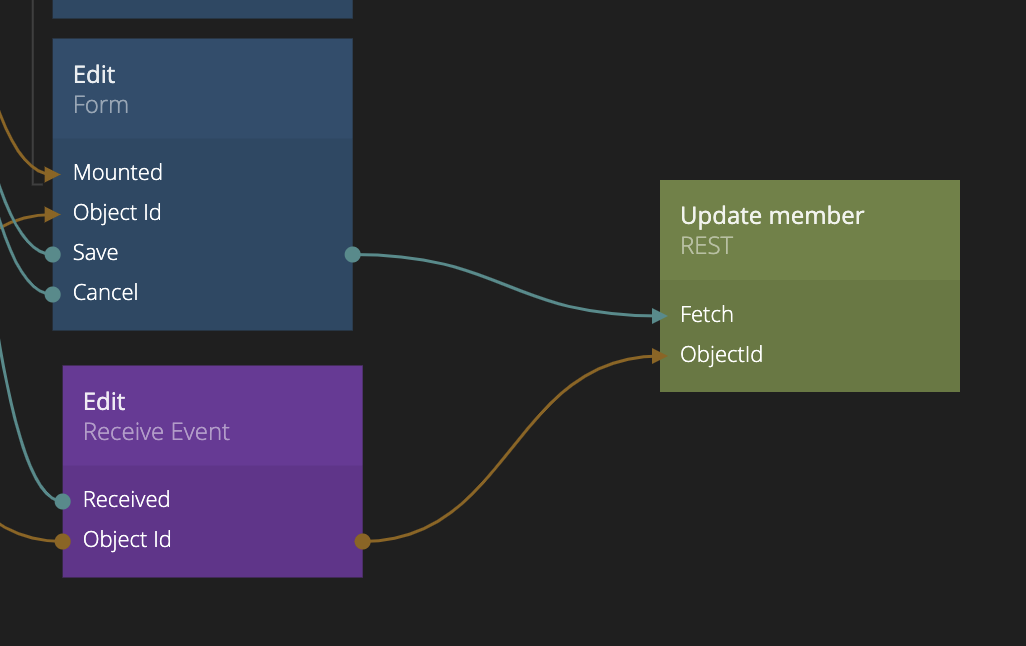 Edit
Form
Mounted
Object Id
Save
Cancel
Edit
Receive Event
Received
Object Id
Update member
REST
Fetch
ObjectId